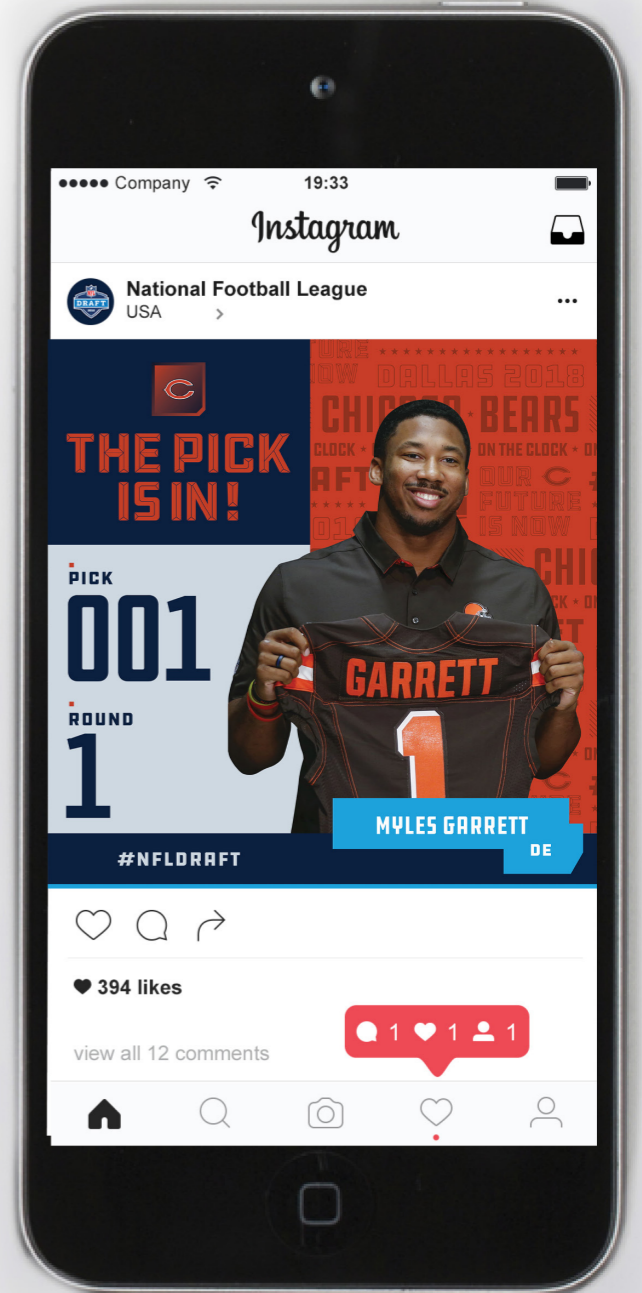 Company
19:33
Instagram
National Football League
USA
DRAFT
THE PICK
IS IN!
DALLAS 2018
BEARS
CLOCK
ON THE CLOCK
OUR
FUTURE
IS NOW
PICK
001
ROUND
1
GARRETT
1
MYLES GARRETT
DE
#NFLDRAFT
394 likes
view all 12 comments
1 1 1